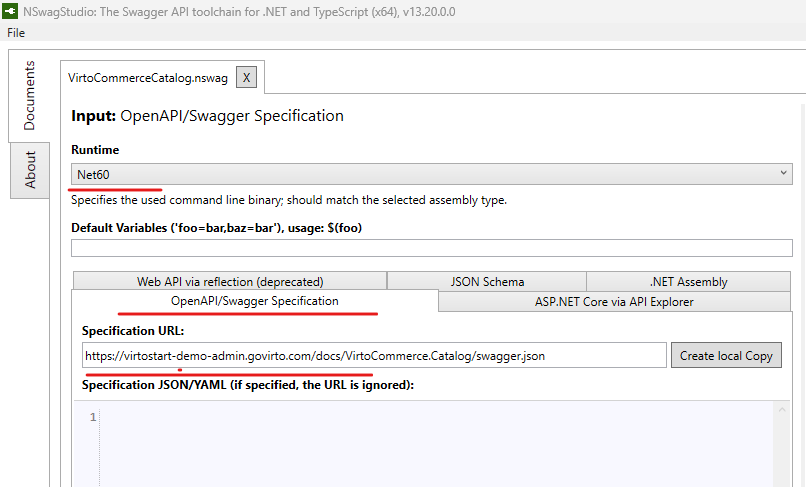 NSwagStudio: The Swagger API toolchain for .NET and TypeScript (x64), v13.20.0.0
File
Documents
About
VirtoCommerceCatalog.nswag X
Input: OpenAPI/Swagger Specification
Runtime
Net60
Specifies the used command line binary; should match the selected assembly type.
Default Variables ('foo=bar,baz=bar'), usage: $(foo)
Web API via reflection (deprecated) JSON Schema .NET Assembly
OpenAPI/Swagger Specification ASP.NET Core via API Explorer
Specification URL:
https://virtostart-demo-admin.govirto.com/docs/VirtoCommerce.Catalog/swagger.json Create local Copy
Specification JSON/YAML (if specified, the URL is ignored):
1